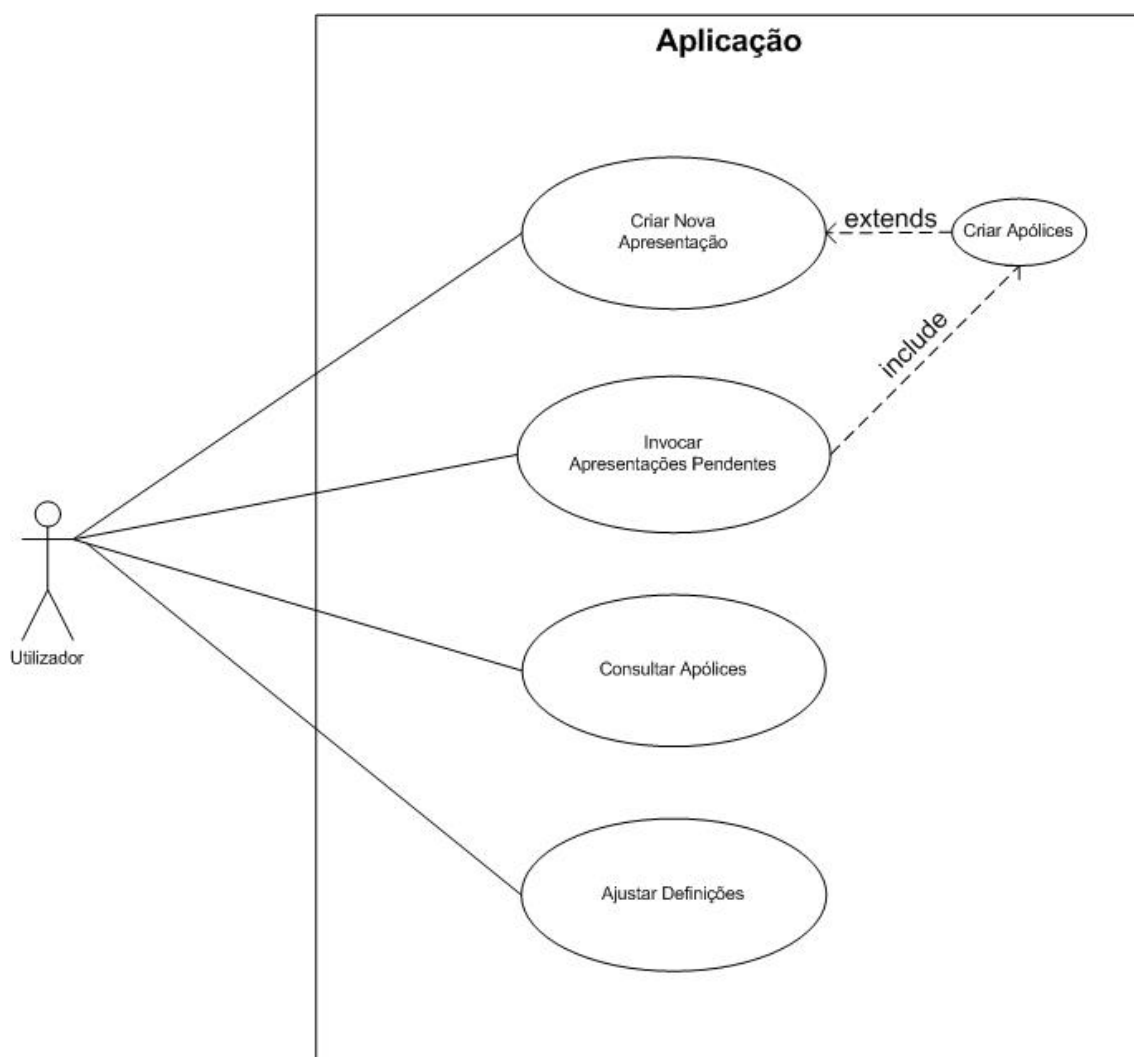 Aplicação
Criar Nova
Apresentação
extends
Criar Apólices
include
Invocar
Apresentações Pendentes
Utilizador
Consultar Apólices
Ajustar Definições